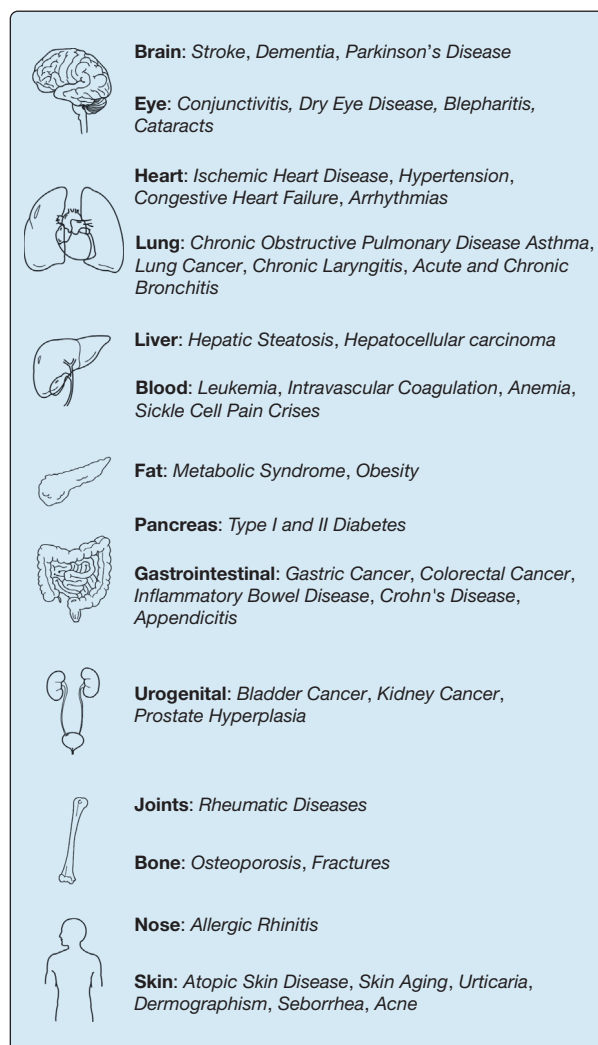 Brain: Stroke, Dementia, Parkinson’s Disease
Eye: Conjunctivitis, Dry Eye Disease, Blepharitis,
Cataracts
Heart: Ischemic Heart Disease, Hypertension,
Congestive Heart Failure, Arrhythmias
Lung: Chronic Obstructive Pulmonary Disease Asthma,
Lung Cancer, Chronic Laryngitis, Acute and Chronic
Bronchitis
Liver: Hepatic Steatosis, Hepatocellular carcinoma
Blood: Leukemia, Intravascular Coagulation, Anemia,
Sickle Cell Pain Crises
Fat: Metabolic Syndrome, Obesity
Pancreas: Type I and II Diabetes
Gastrointestinal: Gastric Cancer, Colorectal Cancer,
Inflammatory Bowel Disease, Crohn's Disease,
Appendicitis
Urogenital: Bladder Cancer, Kidney Cancer,
Prostate Hyperplasia
Joints: Rheumatic Diseases
Bone: Osteoporosis, Fractures
Nose: Allergic Rhinitis
Skin: Atopic Skin Disease, Skin Aging, Urticaria,
Dermographism, Seborrhea, Acne